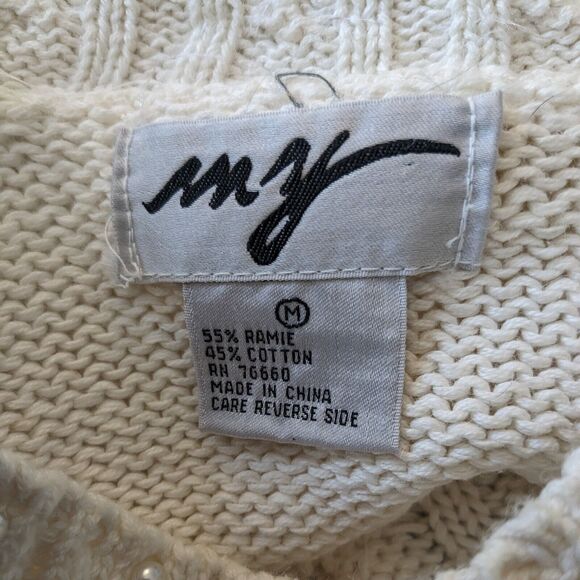 my
M
55% RAMIE
45% COTTON
RN 76660
MADE IN CHINA
CARE REVERSE SIDE